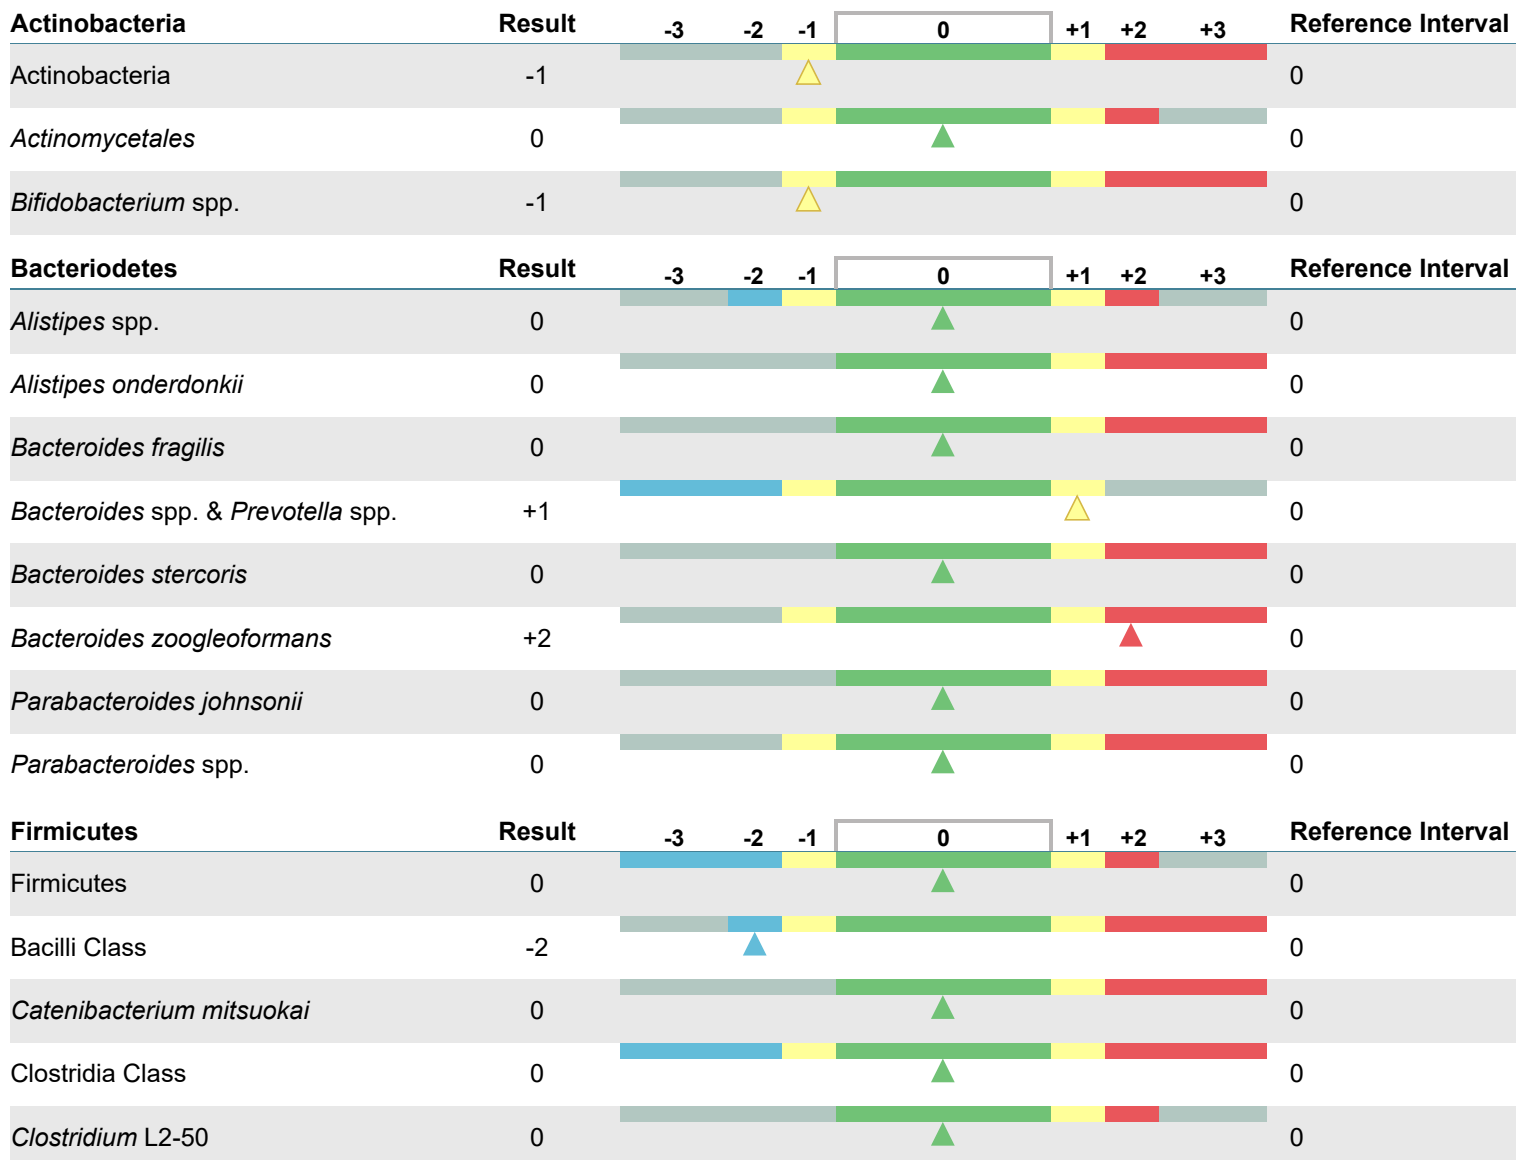 Actinobacteria Result -3 -2 -1 0 +1 +2 +3 Reference Interval
Actinobacteria -1 0
Actinomycetales 0 0
Bifidobacterium spp. -1 0
Bacteriodetes Result -3 -2 -1 0 +1 +2 +3 Reference Interval
Alistipes spp. 0 0
Alistipes onderdonkii 0 0
Bacteroides fragilis 0 0
Bacteroides spp. & Prevotella spp. +1 0
Bacteroides stercoris 0 0
Bacteroides zoogleoformans +2 0
Parabacteroides johnsonii 0 0
Parabacteroides spp. 0 0
Firmicutes Result -3 -2 -1 0 +1 +2 +3 Reference Interval
Firmicutes 0 0
Bacilli Class -2 0
Catenibacterium mitsuokai 0 0
Clostridia Class 0 0
Clostridium L2-50 0 0